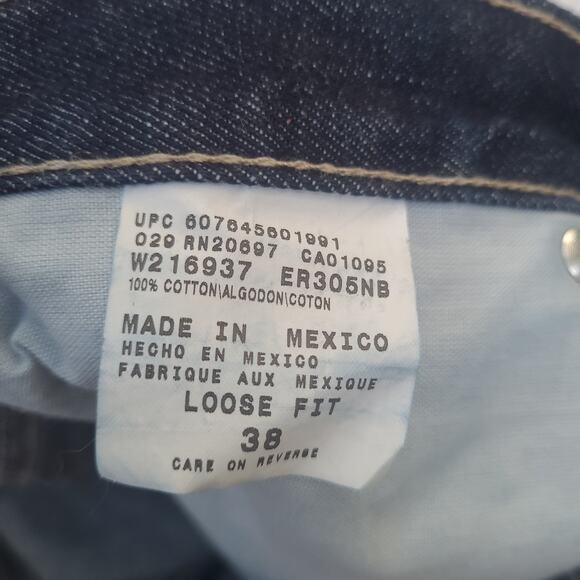 UPC 607645601991
029 RN20697 CA01095
W216937 ER305NB
100% COTTON\ALGODON\COTON
MADE IN MEXICO
HECHO EN MEXICO
FABRIQUE AUX MEXIQUE
LOOSE FIT
38
CARE ON REVERSE